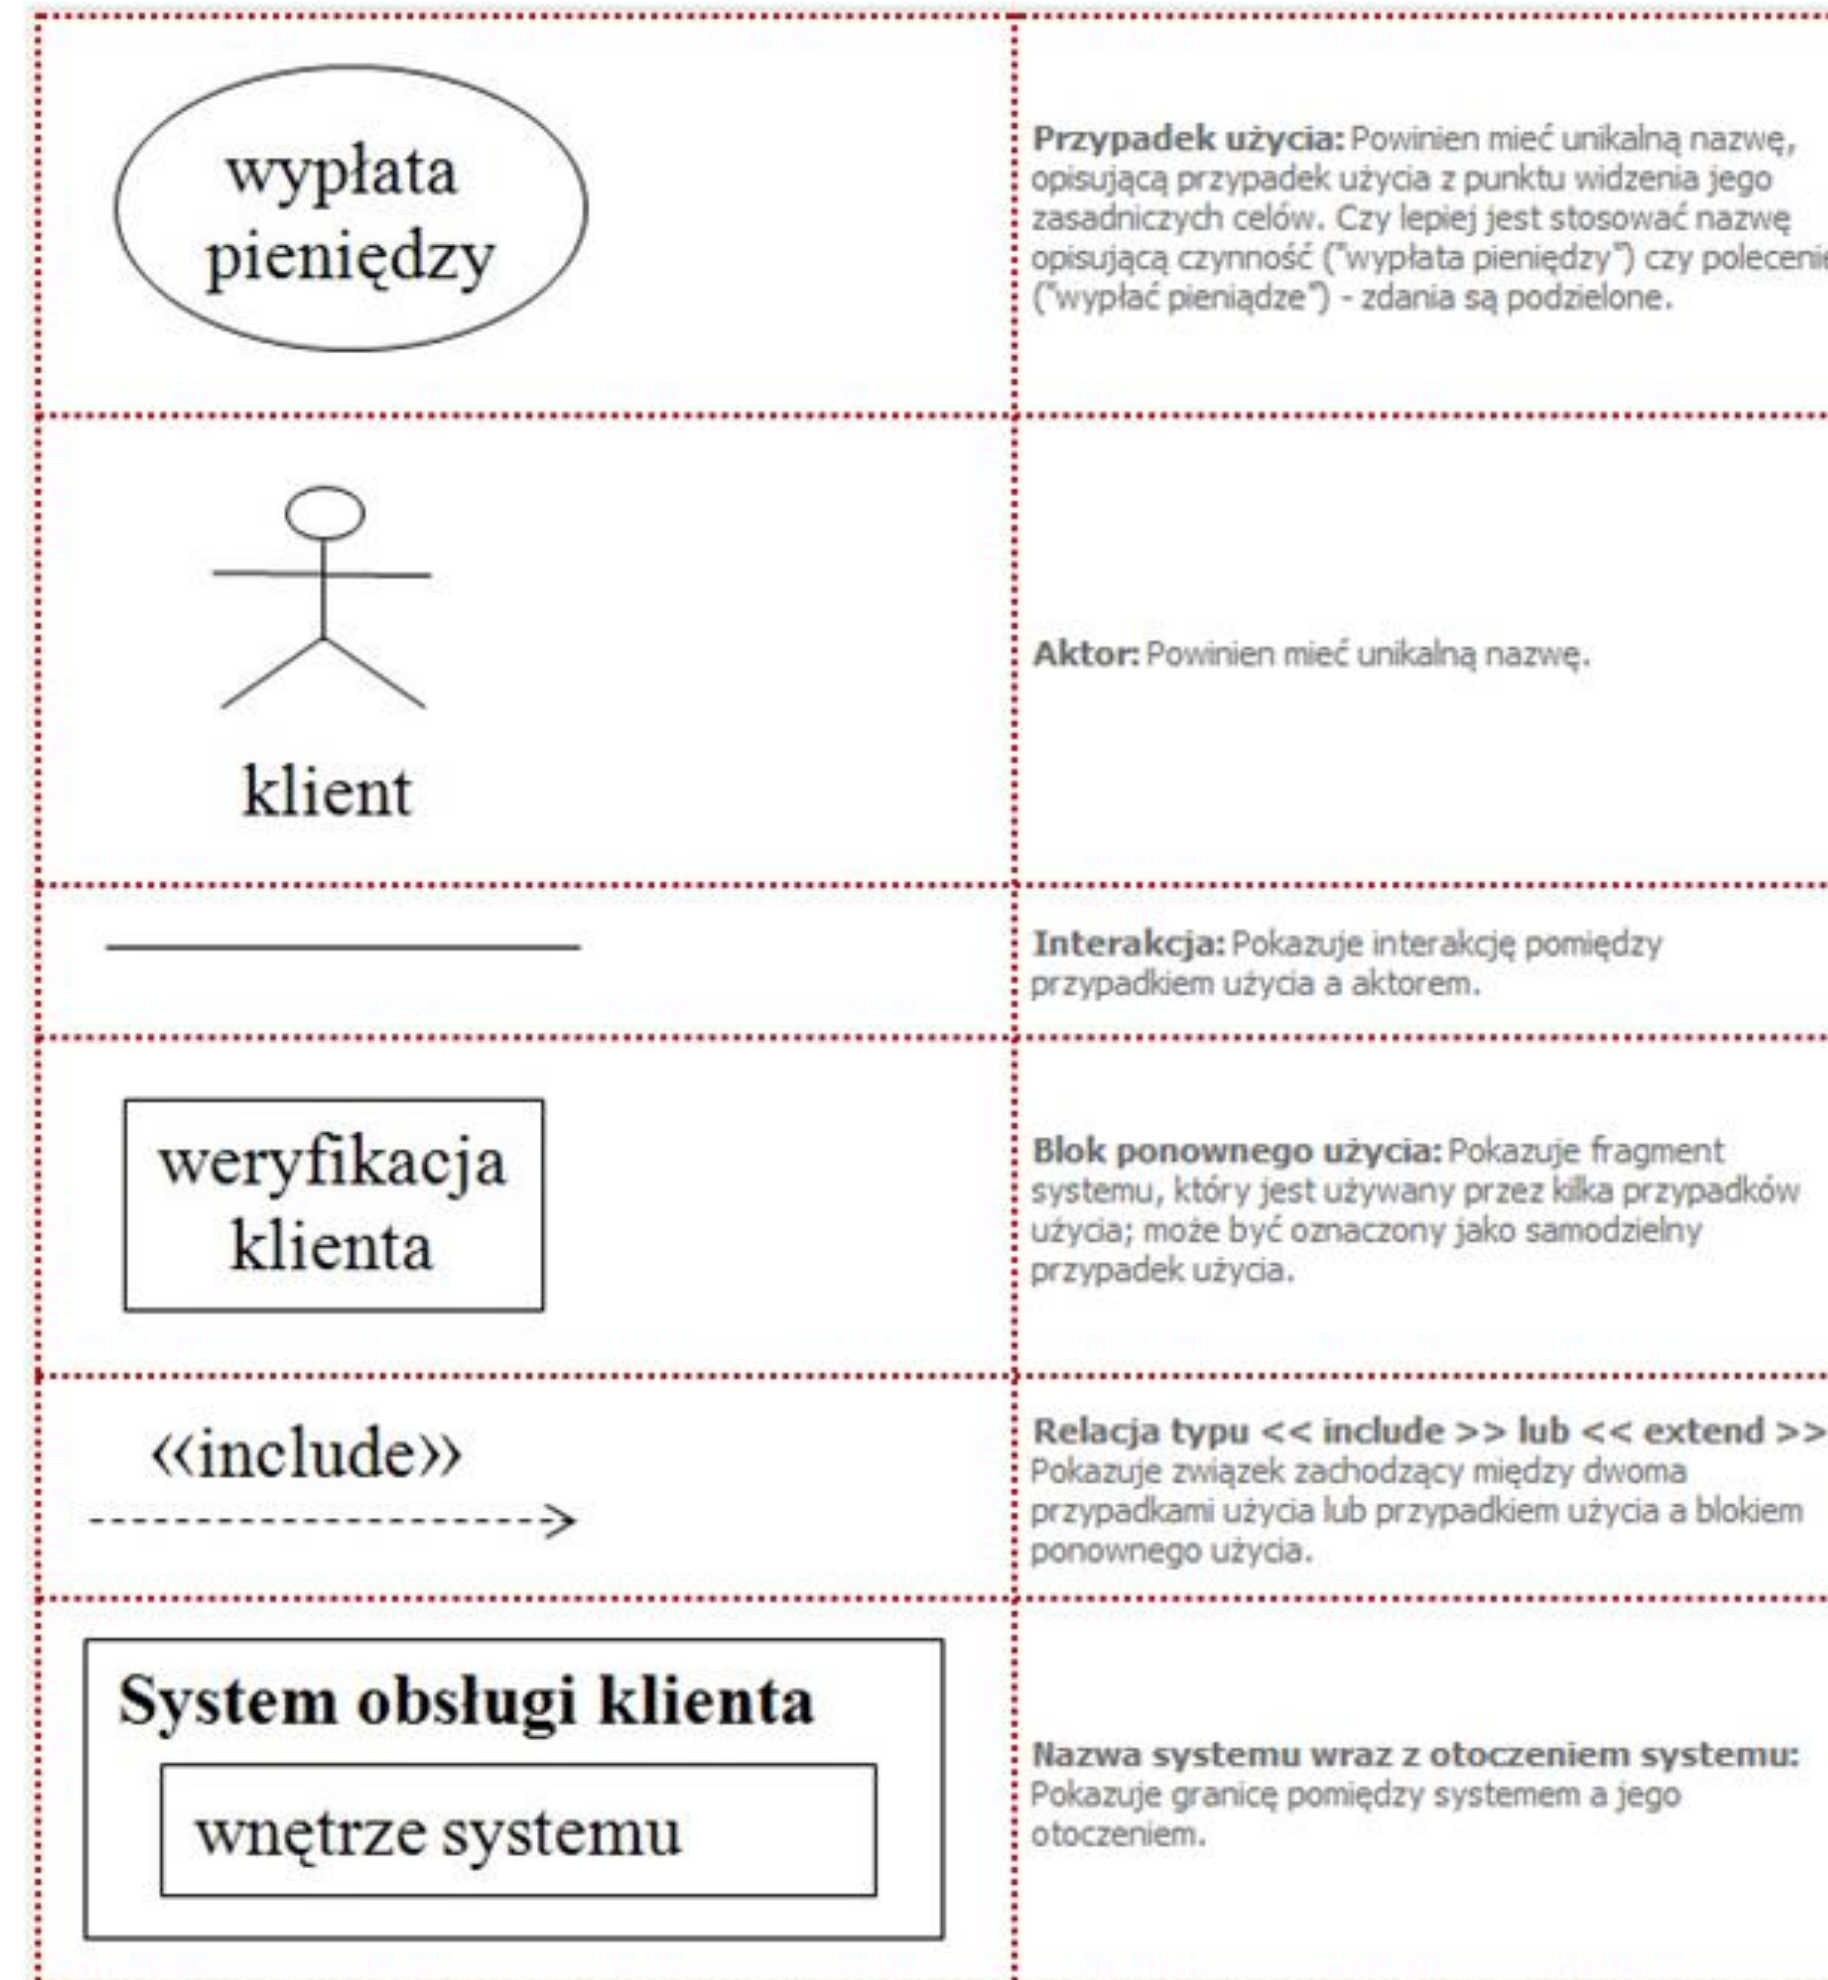 wypłata
pieniędzy
Przypadek użycia: Powinien mieć unikalną nazwę,
opisującą przypadek użycia z punktu widzenia jego
zasadniczych celów. Czy lepiej jest stosować nazwę
opisującą czynność ("wypłata pieniędzy") czy polecenie
("wypłać pieniądze") - zdania są podzielone.
klient
Aktor: Powinien mieć unikalną nazwę.
Interakcja: Pokazuje interakcję pomiędzy
przypadkiem użycia a aktorem.
weryfikacja
klienta
Blok ponownego użycia: Pokazuje fragment
systemu, który jest używany przez kilka przypadków
użycia; może być oznaczony jako samodzielny
przypadek użycia.
«include»
Relacja typu << include >> lub << extend >>
Pokazuje związek zachodzący między dwoma
przypadkami użycia lub przypadkiem użycia a blokiem
ponownego użycia.
System obsługi klienta
wnętrze systemu
Nazwa systemu wraz z otoczeniem systemu:
Pokazuje granicę pomiędzy systemem a jego
otoczeniem.